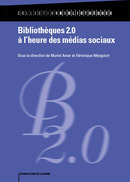 Bibliothèques 2.0
à l'heure des médias sociaux
Sous la direction de Muriel Amar et Véronique Mesguich
B
2.0